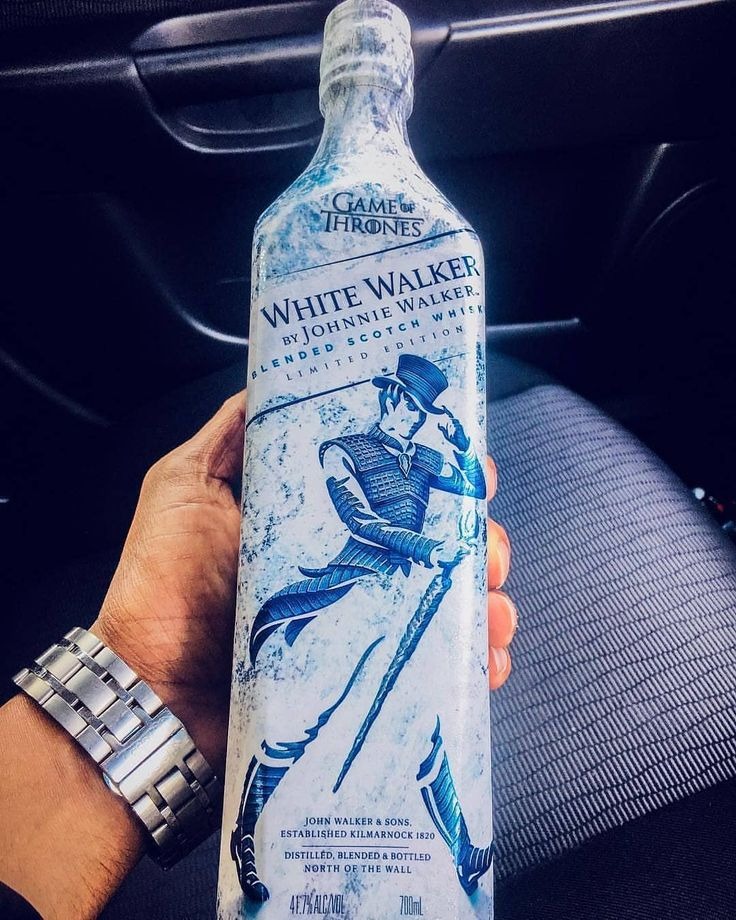 GAME OF
THRONES
WHITE WALKER
BY JOHNNIE WALKER
BLENDED SCOTCH WHISK
LIMITED EDITION
JOHN WALKER & SONS,
ESTABLISHED KILMARNOCK 1820
DISTILLED, BLENDED & BOTTLED
NORTH OF THE WALL
41.7% ALC/VOL 700mL